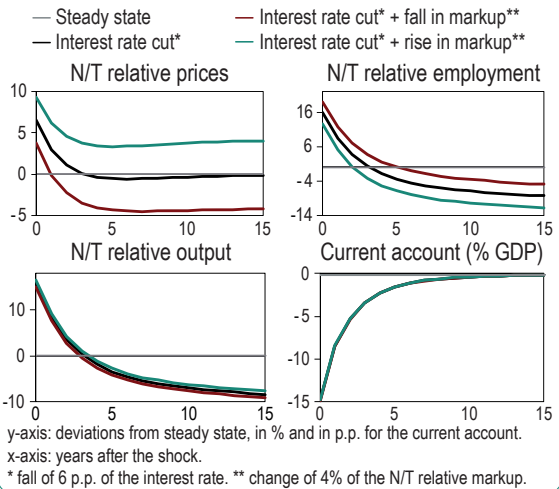 Steady state
Interest rate cut* + fall in markup**
Interest rate cut*
Interest rate cut* + rise in markup**
N/T relative prices
N/T relative employment
10
5
0
-5
0
5
10
15
16
6
-4
-14
0
5
10
15
N/T relative output
Current account (% GDP)
10
0
-10
0
5
10
15
0
-5
-10
-15
0
5
10
15
y-axis: deviations from steady state, in % and in p.p. for the current account.
x-axis: years after the shock.
* fall of 6 p.p. of the interest rate. ** change of 4% of the N/T relative markup.